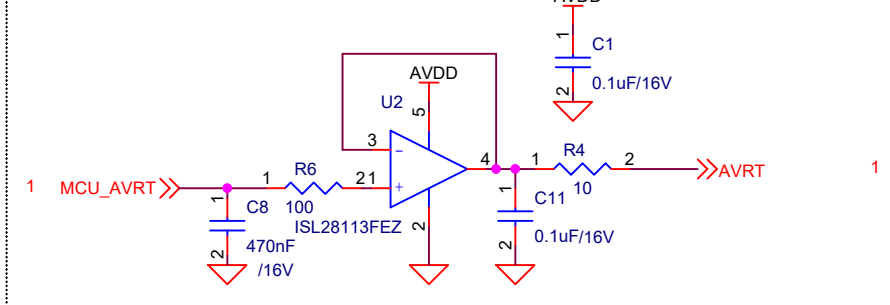 AVDD
1
C1
0.1uF/16V
2
AVDD
U2
5
3
R6
R4
1
MCU_AVRT
1
2
1
4
1
2
AVRT
1
1
C8
100
ISL28113FEZ
2
1
C11
10
470nF
0.1uF/16V
2
/16V
2